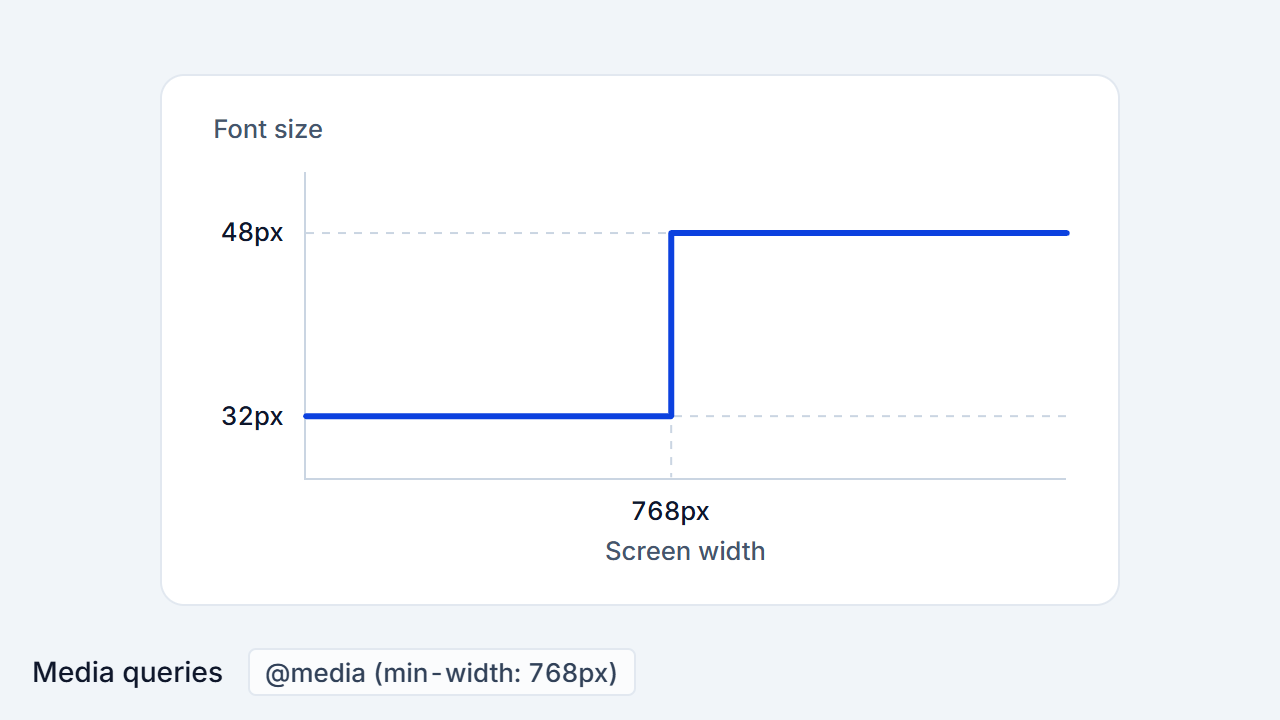 Font size
48px
32px
768px
Screen width
Media queries @media (min-width: 768px)